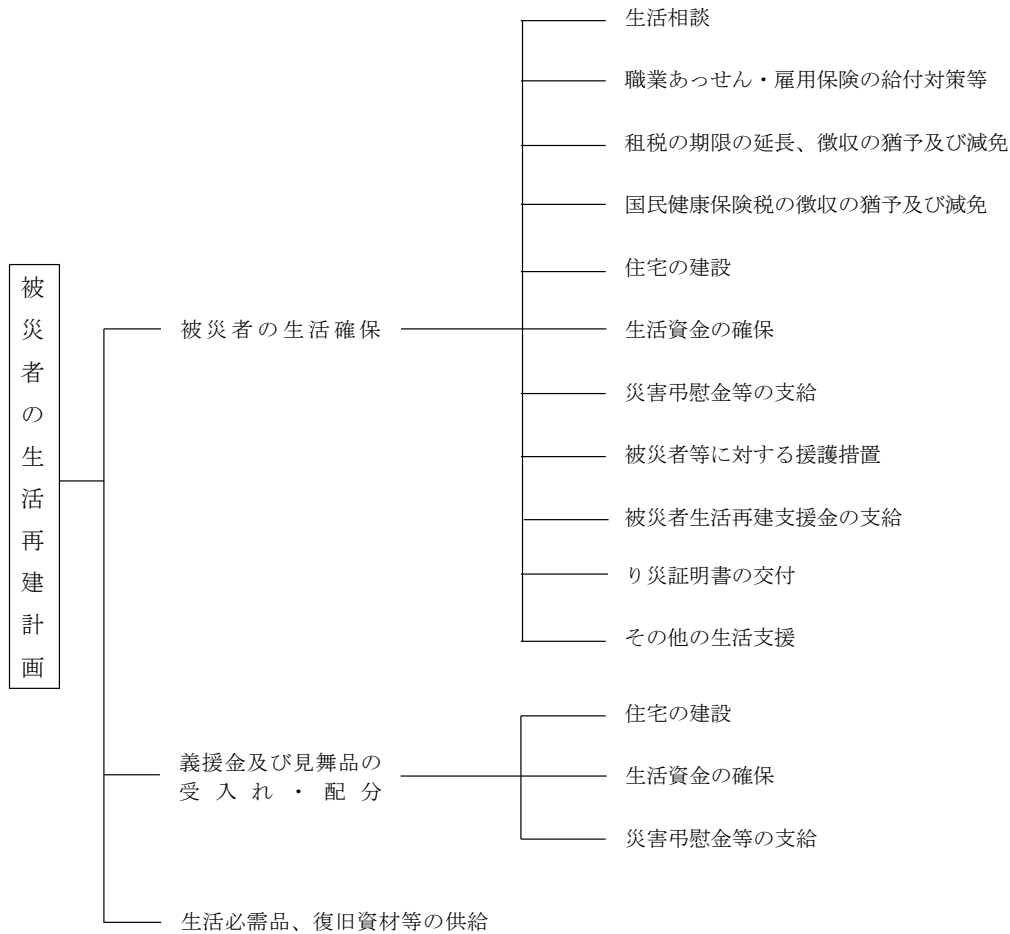 被災者の生活再建計画
被災者の生活確保
生活相談
職業あっせん・雇用保険の給付対策等
租税の期限の延長、徴収の猶予及び減免
国民健康保険税の徴収の猶予及び減免
住宅の建設
生活資金の確保
災害弔慰金等の支給
被災者等に対する援護措置
被災者生活再建支援金の支給
り災証明書の交付
その他の生活支援
義援金及び見舞品の
受入れ・配分
住宅の建設
生活資金の確保
災害弔慰金等の支給
生活必需品、復旧資材等の供給